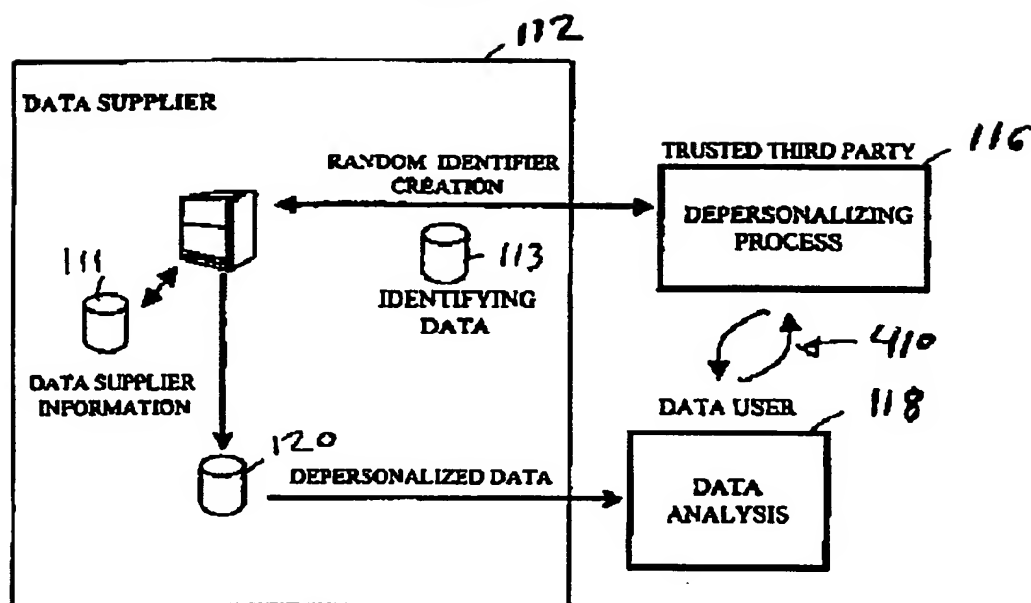 112
DATA SUPPLIER
RANDOM IDENTIFIER
CREATION
TRUSTED THIRD PARTY
116
DEPERSONALIZING
PROCESS
111
113
IDENTIFYING
DATA
DATA SUPPLIER
INFORMATION
410
DATA USER
118
120
DEPERSONALIZED DATA
DATA
ANALYSIS